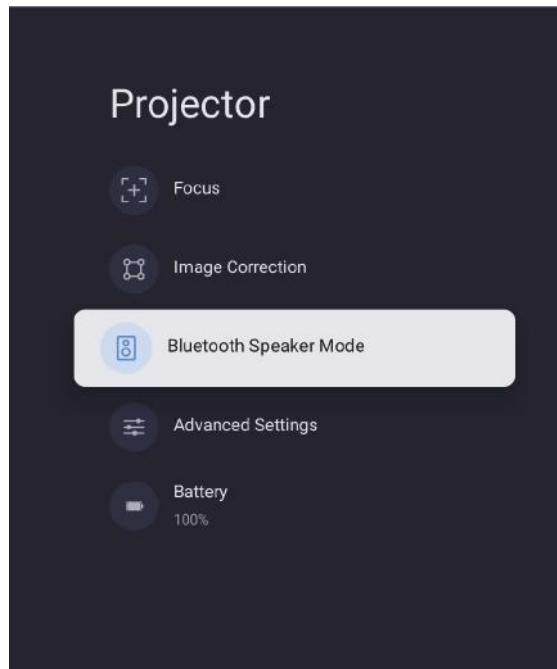 Projector
Focus
Image Correction
Bluetooth Speaker Mode
Advanced Settings
Battery
100%